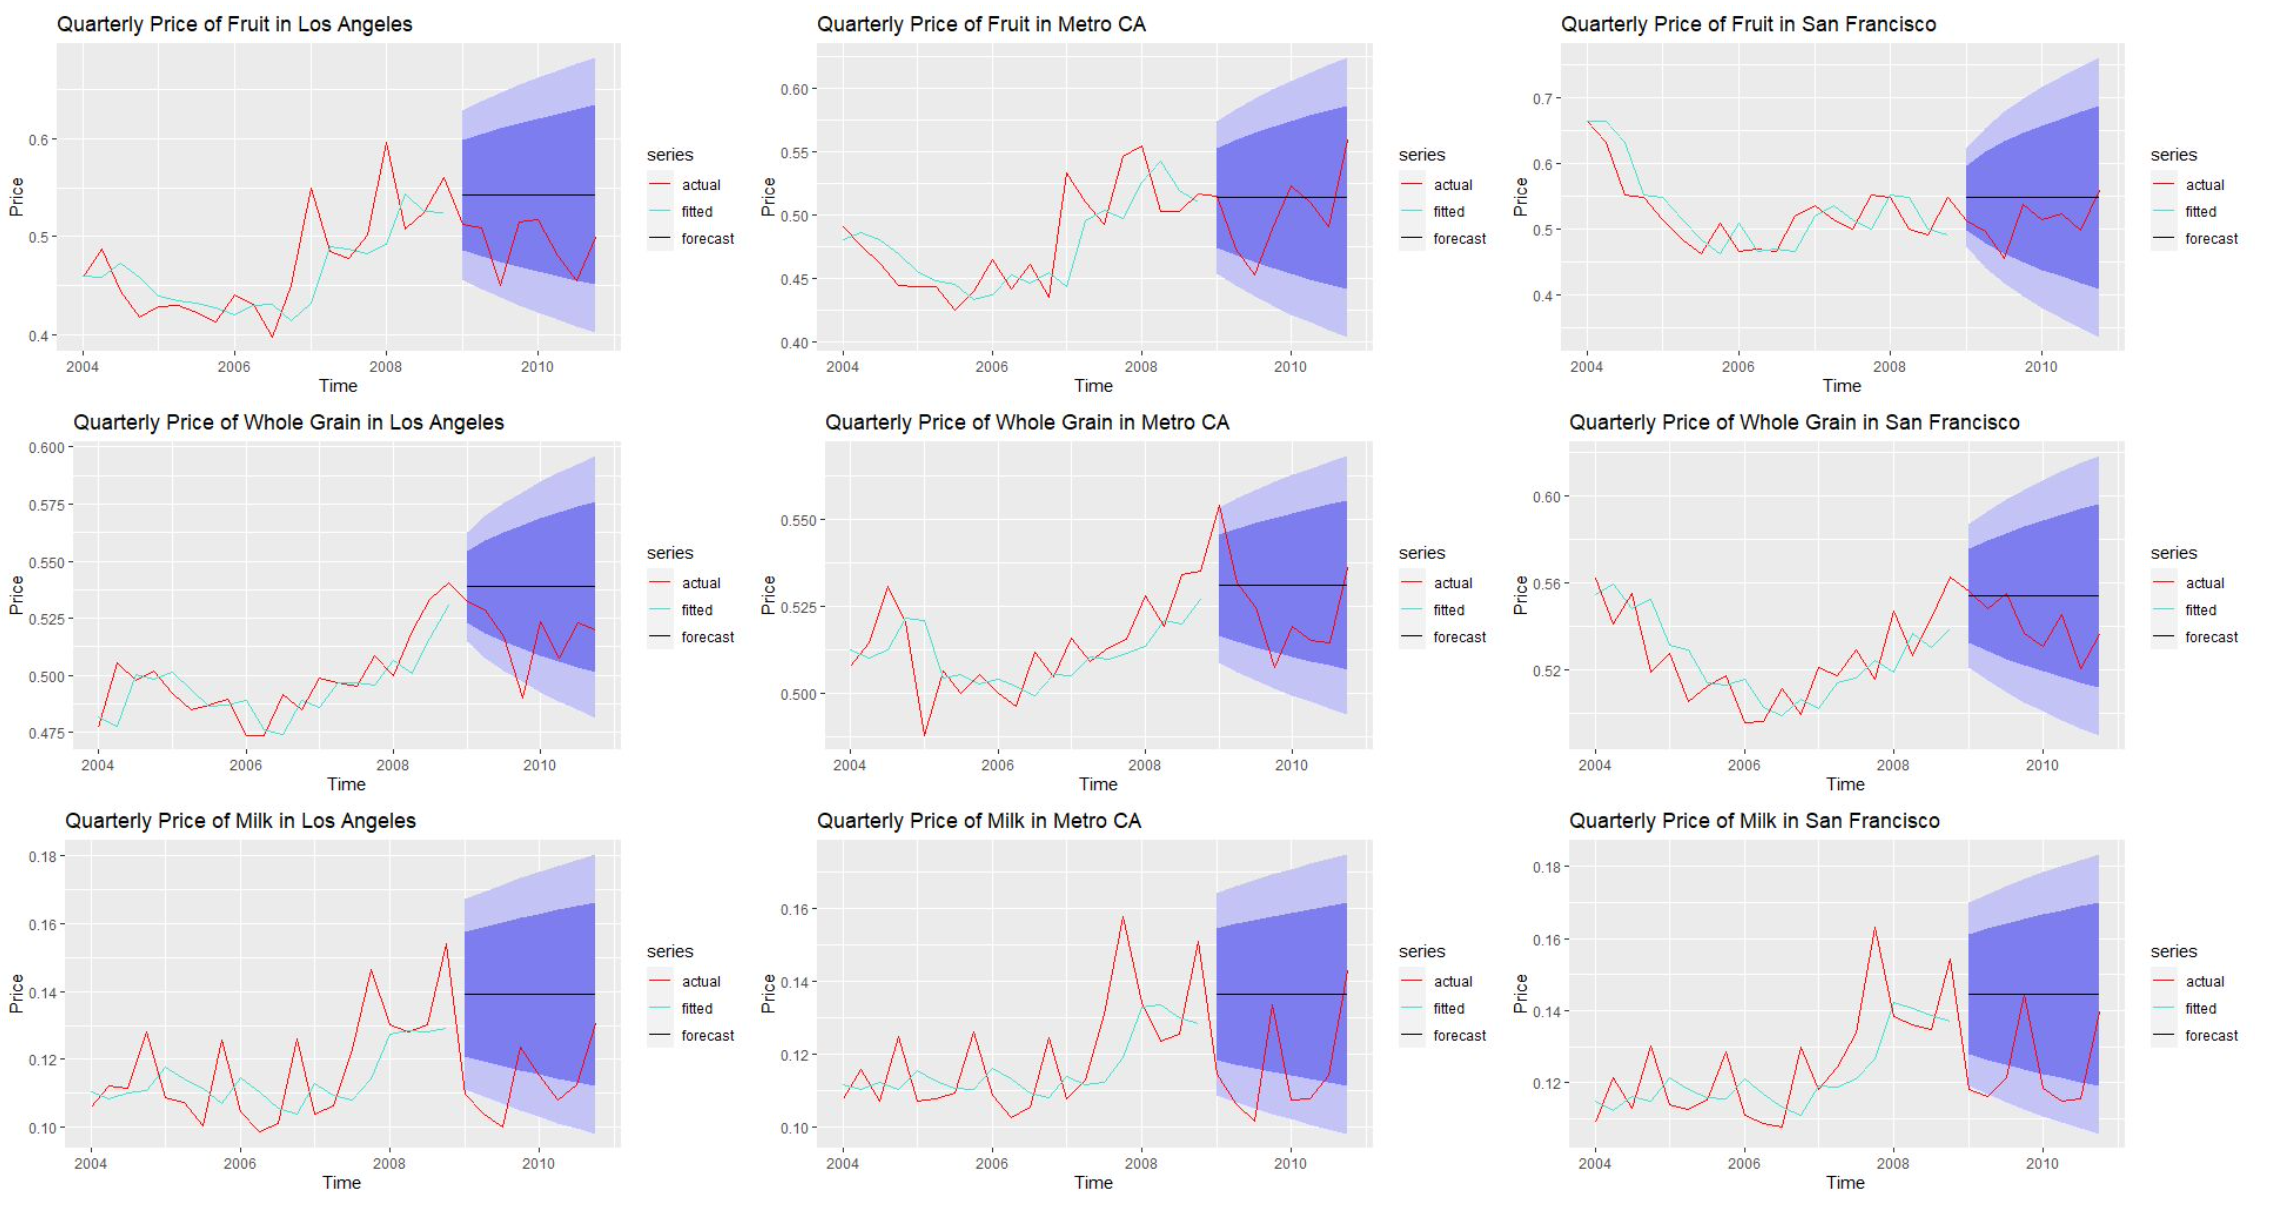 Quarterly Price of Fruit in Los Angeles
Price
0.6
0.5
0.4
2004 2006 2008 2010
Time
series
actual
fitted
forecast
Quarterly Price of Fruit in Metro CA
Price
0.60
0.55
0.50
0.45
0.40
2004 2006 2008 2010
Time
series
actual
fitted
forecast
Quarterly Price of Fruit in San Francisco
Price
0.7
0.6
0.5
0.4
2004 2006 2008 2010
Time
series
actual
fitted
forecast
Quarterly Price of Whole Grain in Los Angeles
Price
0.600
0.575
0.550
0.525
0.500
0.475
2004 2006 2008 2010
Time
series
actual
fitted
forecast
Quarterly Price of Whole Grain in Metro CA
Price
0.550
0.525
0.500
2004 2006 2008 2010
Time
series
actual
fitted
forecast
Quarterly Price of Whole Grain in San Francisco
Price
0.60
0.56
0.52
2004 2006 2008 2010
Time
series
actual
fitted
forecast
Quarterly Price of Milk in Los Angeles
Price
0.18
0.16
0.14
0.12
0.10
2004 2006 2008 2010
Time
series
actual
fitted
forecast
Quarterly Price of Milk in Metro CA
Price
0.16
0.14
0.12
0.10
2004 2006 2008 2010
Time
series
actual
fitted
forecast
Quarterly Price of Milk in San Francisco
Price
0.18
0.16
0.14
0.12
2004 2006 2008 2010
Time
series
actual
fitted
forecast